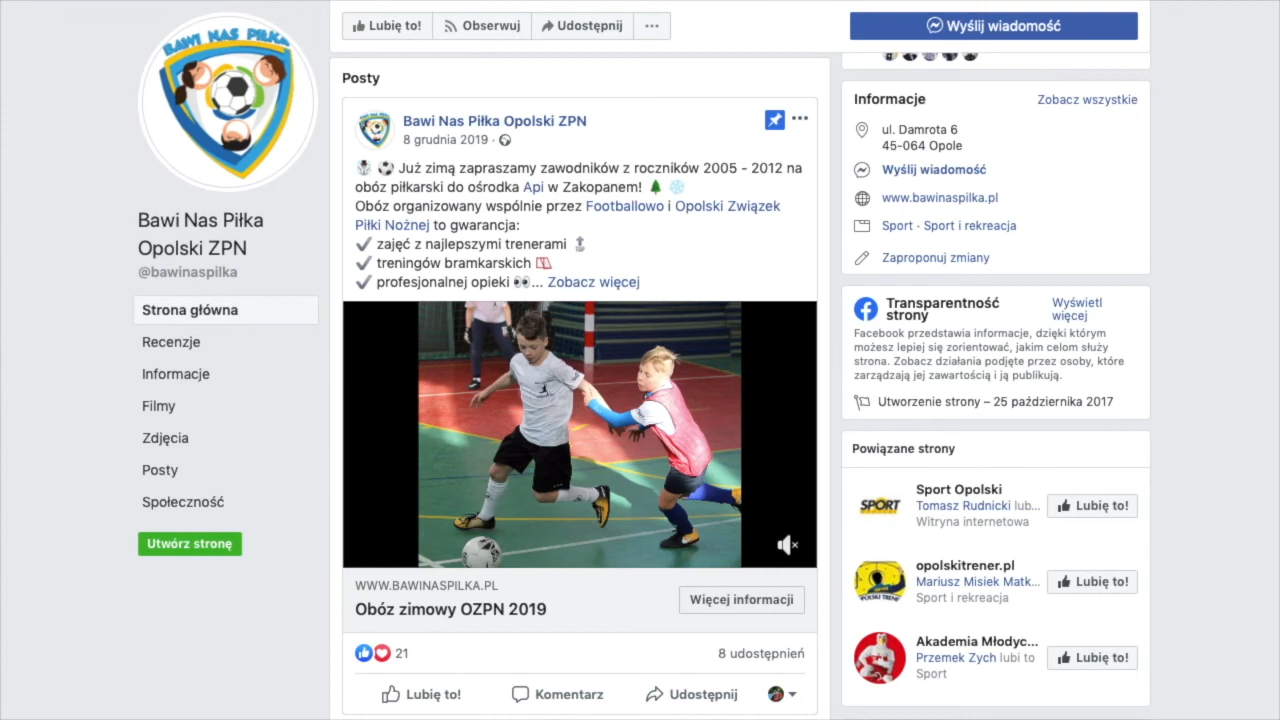 BAWI NAS PIŁKA
Bawi Nas Piłka
Opolski ZPN
@bawinaspilka
Strona główna
Recenzje
Informacje
Filmy
Zdjęcia
Posty
Społeczność
Utwórz stronę
Lubię to!
Obserwuj
Udostępnij
Wyślij wiadomość
Posty
Bawi Nas Piłka Opolski ZPN
8 grudnia 2019 ·
Już zimą zapraszamy zawodników z roczników 2005 - 2012 na
obóz piłkarski do ośrodka Api w Zakopanem!
Obóz organizowany wspólnie przez Footballowo i Opolski Związek
Piłki Nożnej to gwarancja:
zajęć z najlepszymi trenerami
treningów bramkarskich
profesjonalnej opieki ... Zobacz więcej
WWW.BAWINASPILKA.PL
Obóz zimowy OZPN 2019
Więcej informacji
21
8 udostępnień
Lubię to!
Komentarz
Udostępnij
Informacje
Zobacz wszystkie
ul. Damrota 6
45-064 Opole
Wyślij wiadomość
www.bawinaspilka.pl
Sport · Sport i rekreacja
Zaproponuj zmiany
Transparentność
strony
Wyświetl
więcej
Facebook przedstawia informacje, dzięki którym
możesz lepiej się zorientować, jakim celom służy
strona. Zobacz działania podjęte przez osoby, które
zarządzają jej zawartością i ją publikują.
Utworzenie strony – 25 października 2017
Powiązane strony
SPORT
Sport Opolski
Tomasz Rudnicki lub...
Witryna internetowa
Lubię to!
opolskitrener.pl
Mariusz Misiek Matk...
Sport i rekreacja
Lubię to!
Akademia Młodyc...
Przemek Zych lubi to
Sport
Lubię to!